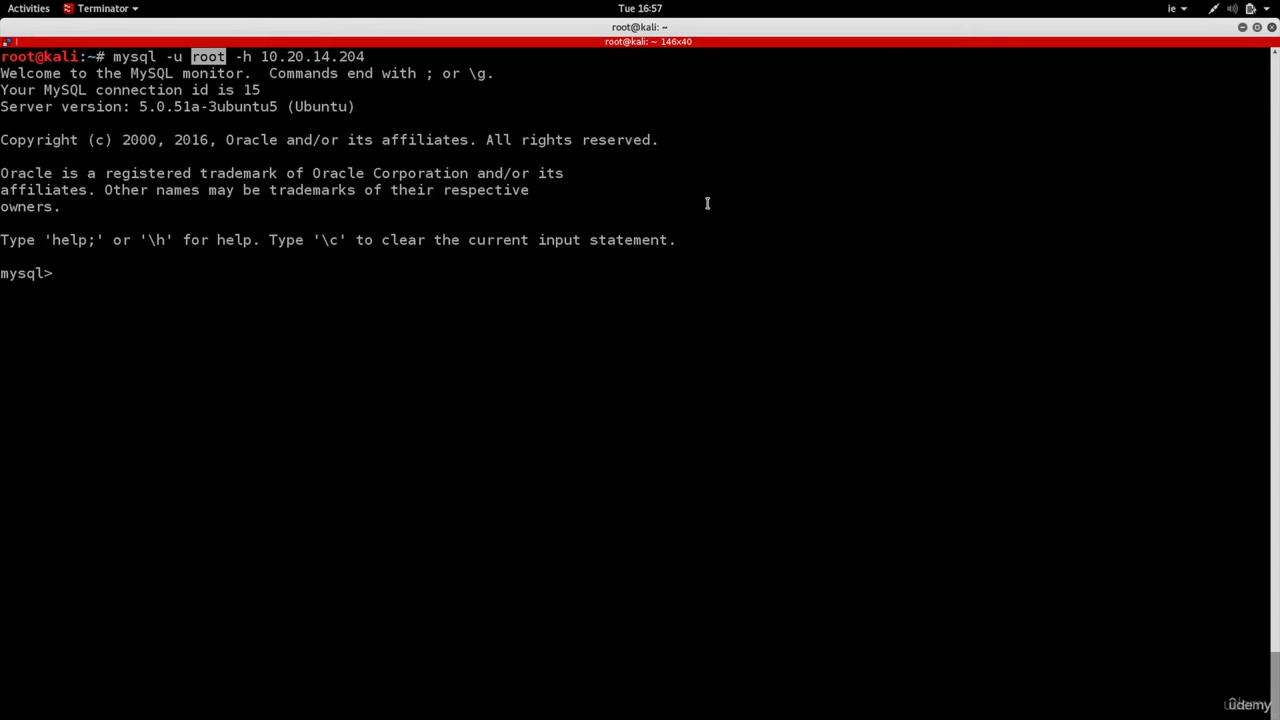 Activities Terminator Tue 16:57 ie
root@kali: ~
root@kali: ~ 146x40
root@kali:~# mysql -u root -h 10.20.14.204
Welcome to the MySQL monitor.  Commands end with ; or \g.
Your MySQL connection id is 15
Server version: 5.0.51a-3ubuntu5 (Ubuntu)
Copyright (c) 2000, 2016, Oracle and/or its affiliates. All rights reserved.
Oracle is a registered trademark of Oracle Corporation and/or its
affiliates. Other names may be trademarks of their respective
owners.
Type 'help;' or '\h' for help. Type '\c' to clear the current input statement.
mysql>
udemy